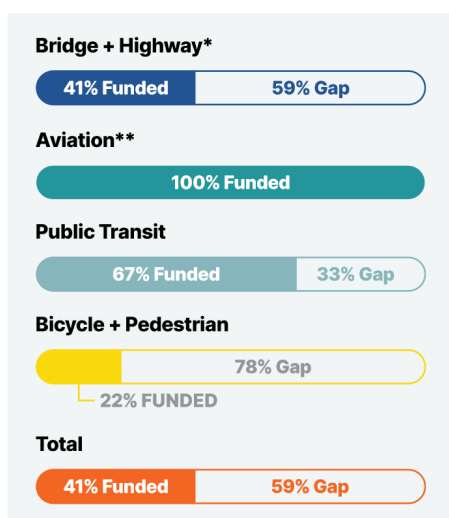 Bridge + Highway*
41% Funded 59% Gap
Aviation**
100% Funded
Public Transit
67% Funded 33% Gap
Bicycle + Pedestrian
78% Gap
22% FUNDED
Total
41% Funded 59% Gap